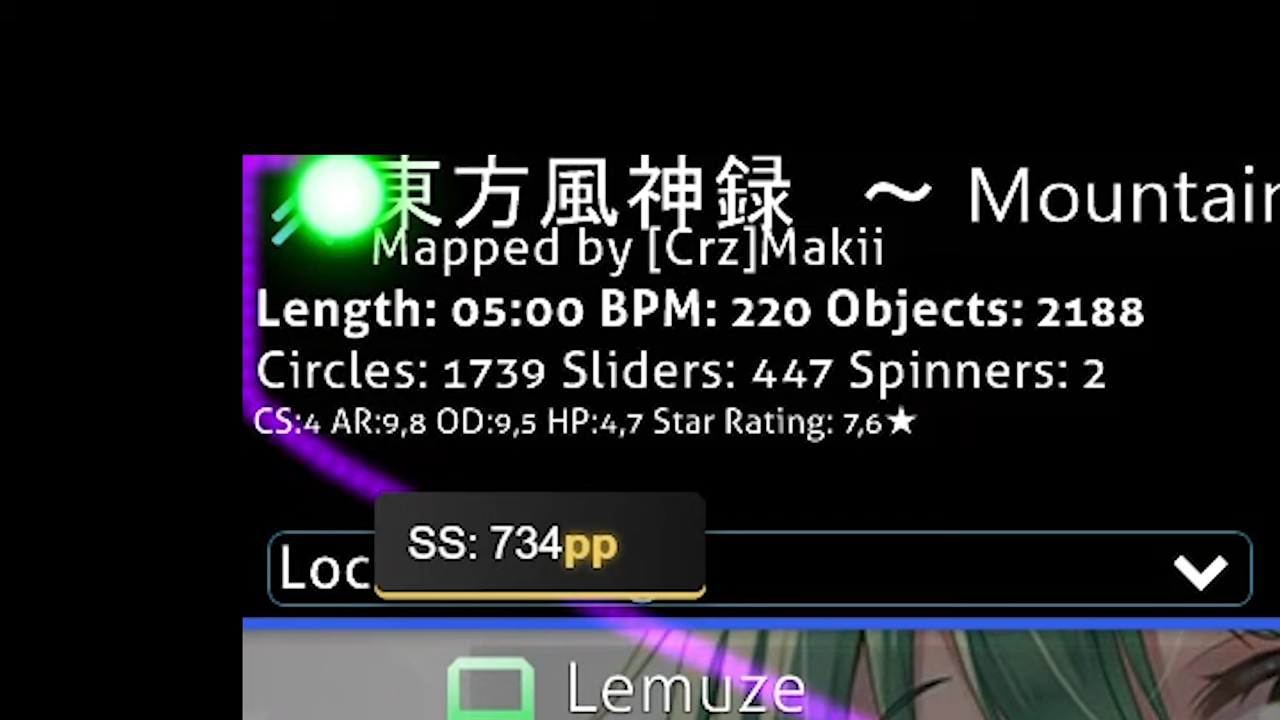 東方風神録 ～ Mountain
Mapped by [Crz]Makii
Length: 05:00 BPM: 220 Objects: 2188
Circles: 1739 Sliders: 447 Spinners: 2
CS:4 AR:9,8 OD:9,5 HP:4,7 Star Rating: 7,6★
SS: 734pp
Loc
Lemuze